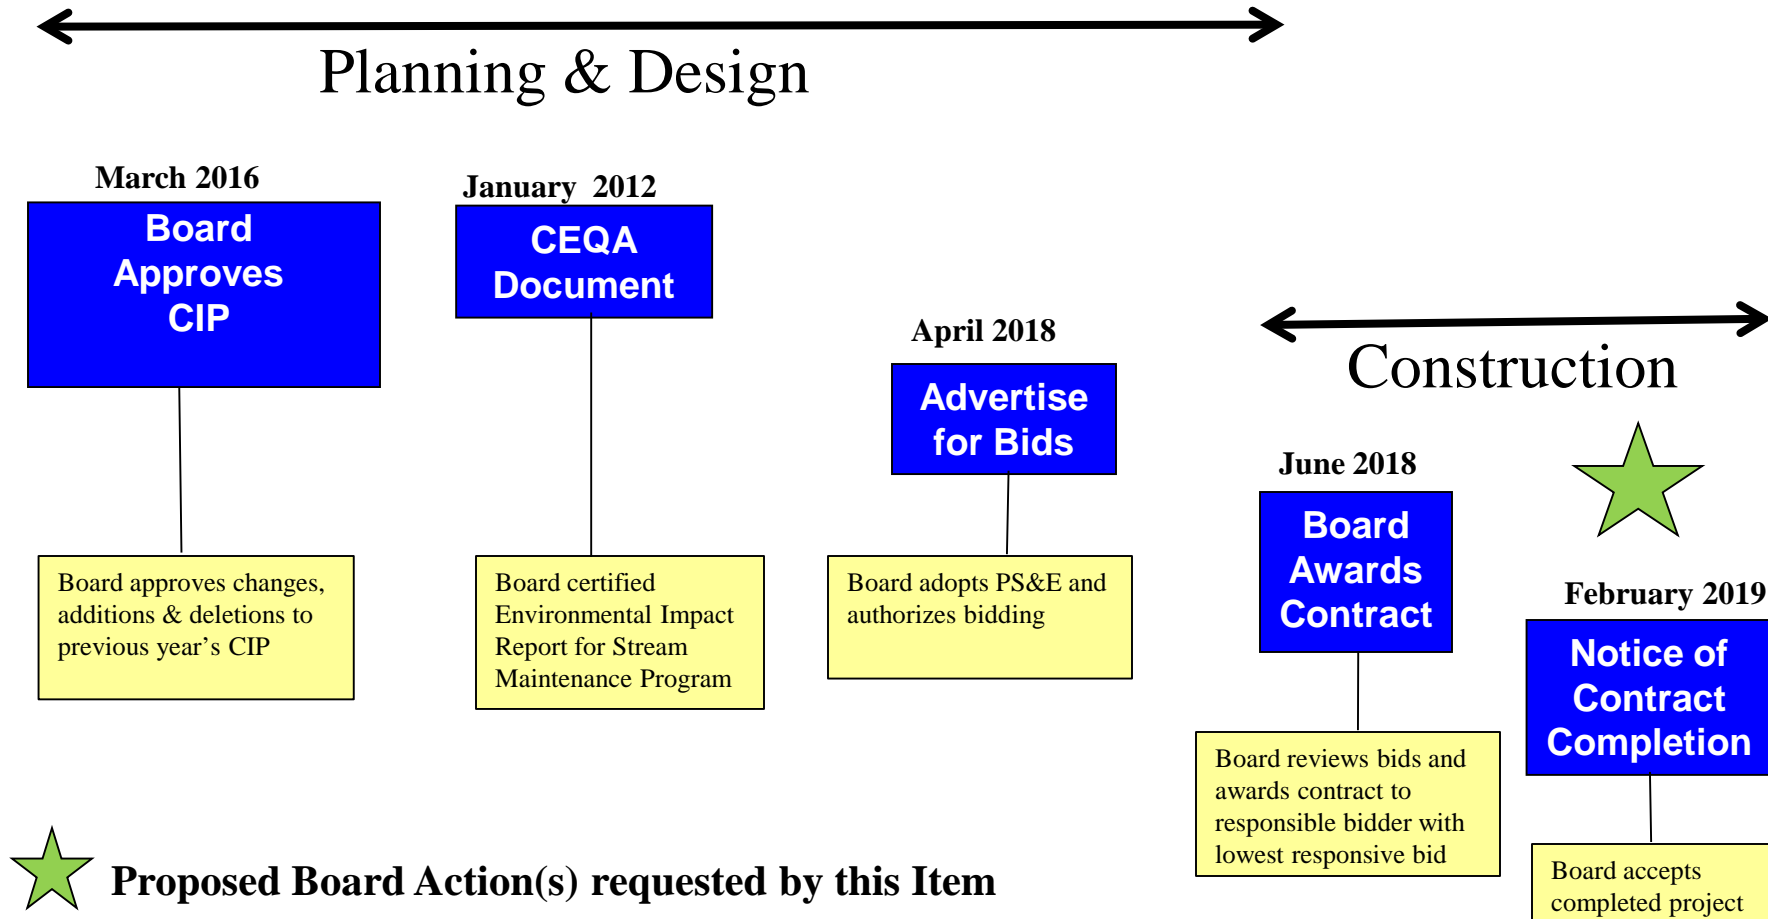 Planning & Design
March 2016
Board
Approves
CIP
Board approves changes,
additions & deletions to
previous year’s CIP
January 2012
CEQA
Document
Board certified
Environmental Impact
Report for Stream
Maintenance Program
April 2018
Advertise
for Bids
Board adopts PS&E and
authorizes bidding
Construction
June 2018
Board
Awards
Contract
Board reviews bids and
awards contract to
responsible bidder with
lowest responsive bid
February 2019
Notice of
Contract
Completion
Board accepts
completed project
Proposed Board Action(s) requested by this Item